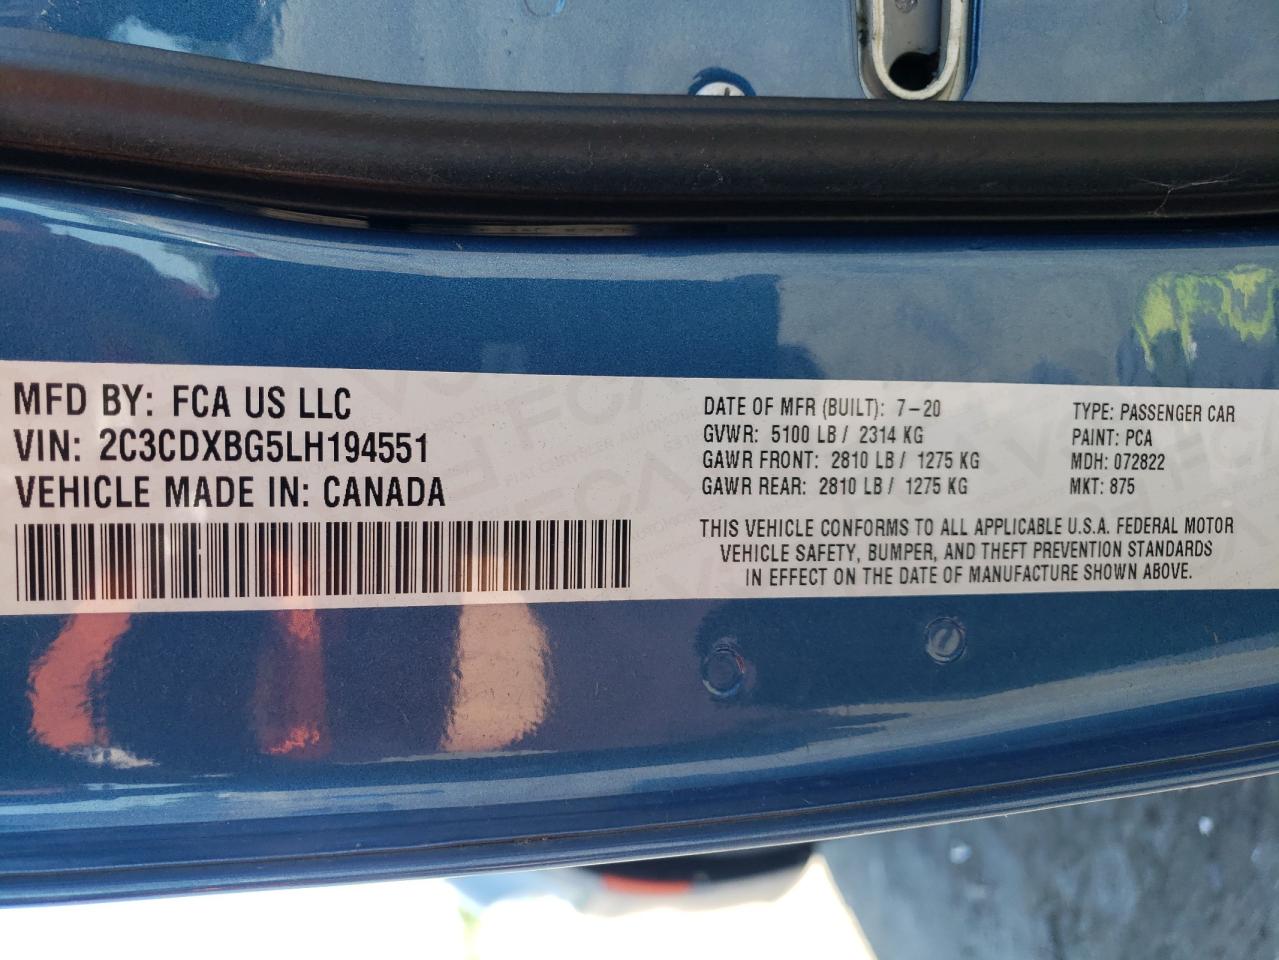 MFD BY: FCA US LLC
VIN: 2C3CDXBG5LH194551
VEHICLE MADE IN: CANADA
DATE OF MFR (BUILT): 7-20
GVWR: 5100 LB / 2314 KG
GAWR FRONT: 2810 LB / 1275 KG
GAWR REAR: 2810 LB / 1275 KG
TYPE: PASSENGER CAR
PAINT: PCA
MDH: 072822
MKT: 875
THIS VEHICLE CONFORMS TO ALL APPLICABLE U.S.A. FEDERAL MOTOR
VEHICLE SAFETY, BUMPER, AND THEFT PREVENTION STANDARDS
IN EFFECT ON THE DATE OF MANUFACTURE SHOWN ABOVE.